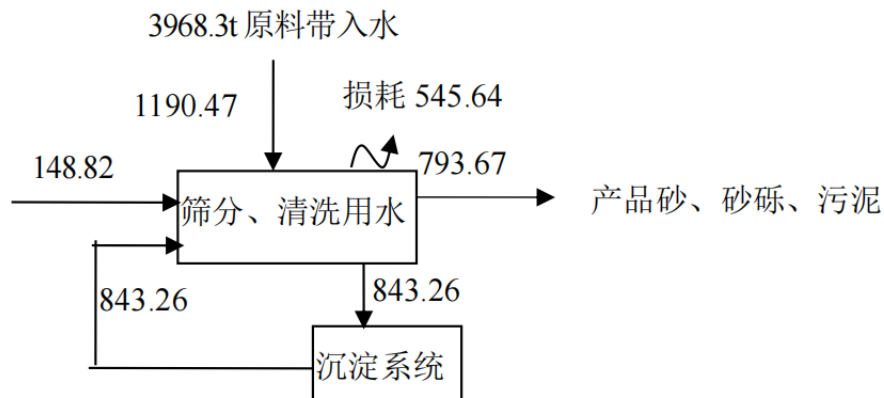 3968.3t 原料带入水
1190.47
损耗 545.64
148.82
793.67
筛分、清洗用水
产品砂、砂砾、污泥
843.26
843.26
沉淀系统